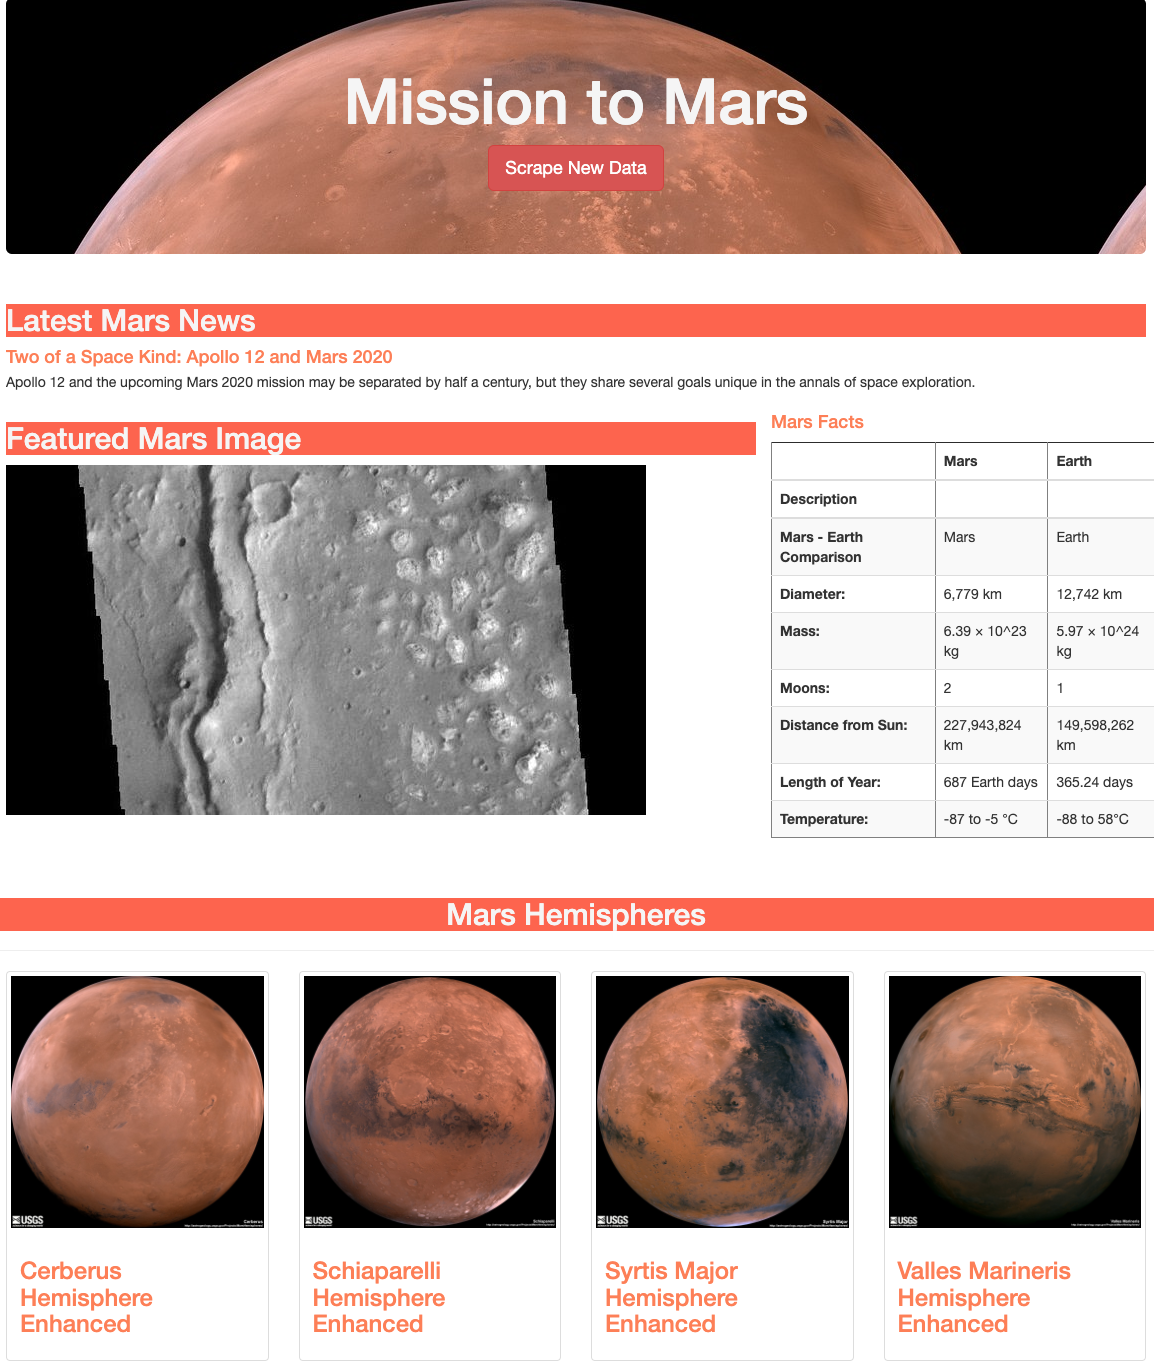 Mission to Mars
Scrape New Data
Latest Mars News
Two of a Space Kind: Apollo 12 and Mars 2020
Apollo 12 and the upcoming Mars 2020 mission may be separated by half a century, but they share several goals unique in the annals of space exploration.
Featured Mars Image
Mars Facts
Mars Earth
Description
Mars - Earth Mars Earth
Comparison
Diameter: 6,779 km 12,742 km
Mass: 6.39 × 10^23 5.97 × 10^24
kg kg
Moons: 2 1
Distance from Sun: 227,943,824 149,598,262
km km
Length of Year: 687 Earth days 365.24 days
Temperature: -87 to -5 °C -88 to 58°C
Mars Hemispheres
USGS Cerberus
USGS Schiaparelli
USGS Syrtis Major
USGS Valles Marineris
Cerberus
Hemisphere
Enhanced
Schiaparelli
Hemisphere
Enhanced
Syrtis Major
Hemisphere
Enhanced
Valles Marineris
Hemisphere
Enhanced